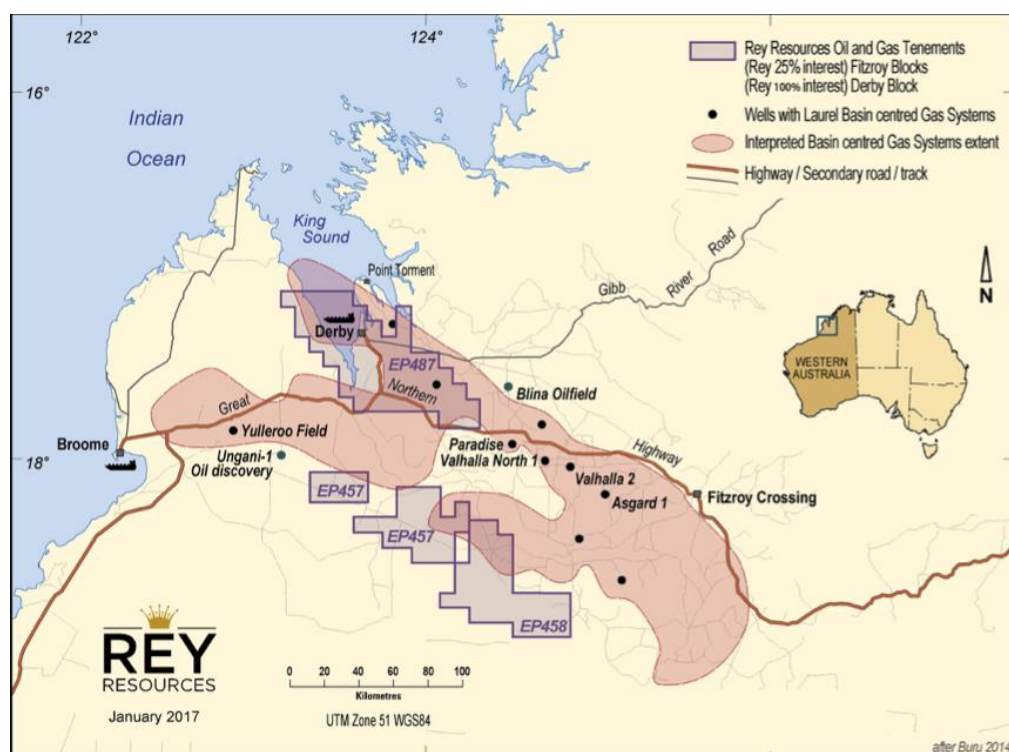 122°
124°
16°
18°
Rey Resources Oil and Gas Tenements
(Rey 25% interest) Fitzroy Blocks
(Rey 100% interest) Derby Block
Wells with Laurel Basin centred Gas Systems
Interpreted Basin centred Gas Systems extent
Highway / Secondary road / track
Indian
Ocean
King
Sound
Point Torment
Gibb River Road
N
Derby
EP487
WESTERN
AUSTRALIA
Great Northern Highway
Blina Oilfield
Yulleroo Field
Broome
Ungani-1
Oil discovery
Paradise
Valhalla North 1
Valhalla 2
Asgard 1
Fitzroy Crossing
EP457
EP457
EP458
REY
RESOURCES
January 2017
0 20 40 60 80 100
Kilometres
UTM Zone 51 WGS84
after Buru 2014